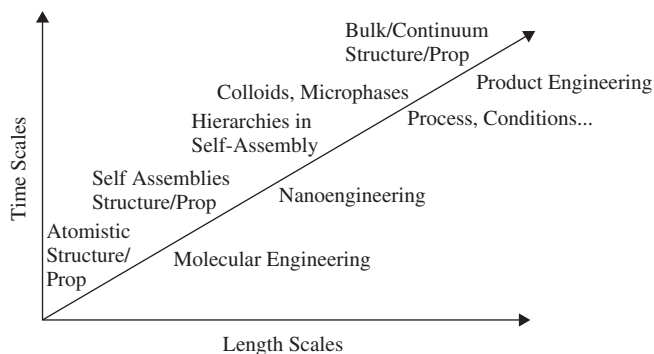 Bulk/Continuum
Structure/Prop
Product Engineering
Colloids, Microphases
Process, Conditions...
Hierarchies in
Self-Assembly
Self Assemblies
Structure/Prop
Nanoengineering
Atomistic
Structure/
Prop
Molecular Engineering
Time Scales
Length Scales